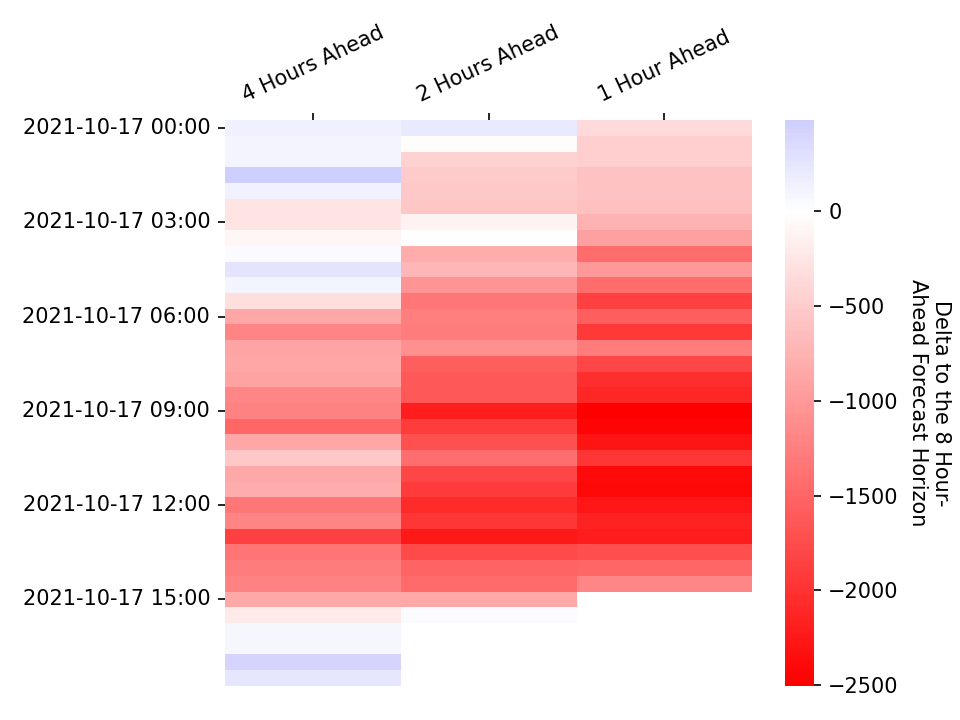 4 Hours Ahead
2 Hours Ahead
1 Hour Ahead
2021-10-17 00:00
2021-10-17 03:00
2021-10-17 06:00
2021-10-17 09:00
2021-10-17 12:00
2021-10-17 15:00
0
−500
−1000
−1500
−2000
−2500
Delta to the 8 Hour-
Ahead Forecast Horizon